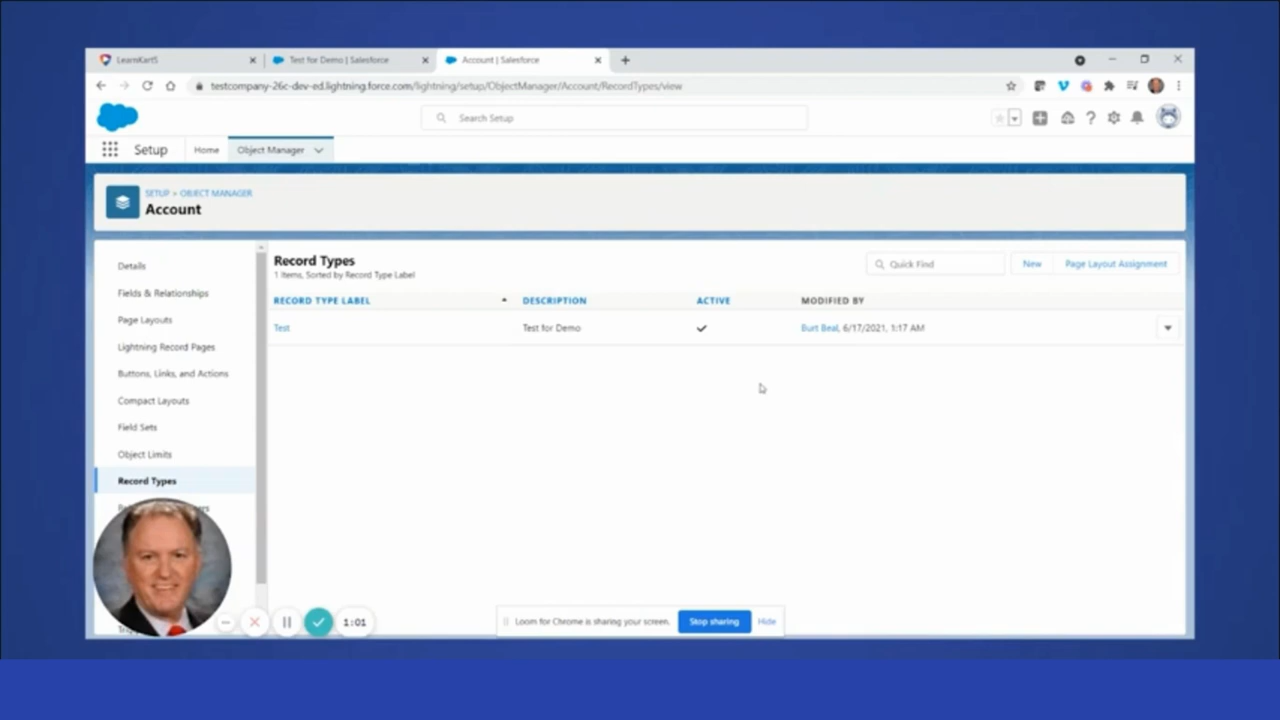 LearnKartS
Test for Demo | Salesforce
Account | Salesforce
testcompany-26c-dev-ed.lightning.force.com/lightning/setup/ObjectManager/Account/RecordTypes/view
Search Setup
Setup
Home
Object Manager
SETUP > OBJECT MANAGER
Account
Details
Fields & Relationships
Page Layouts
Lightning Record Pages
Buttons, Links, and Actions
Compact Layouts
Field Sets
Object Limits
Record Types
Record Types
1 Items, Sorted by Record Type Label
Quick Find
New
Page Layout Assignment
RECORD TYPE LABEL
DESCRIPTION
ACTIVE
MODIFIED BY
Test
Test for Demo
Burt Beal, 6/17/2021, 1:17 AM
1:01
Loom for Chrome is sharing your screen.
Stop sharing
Hide